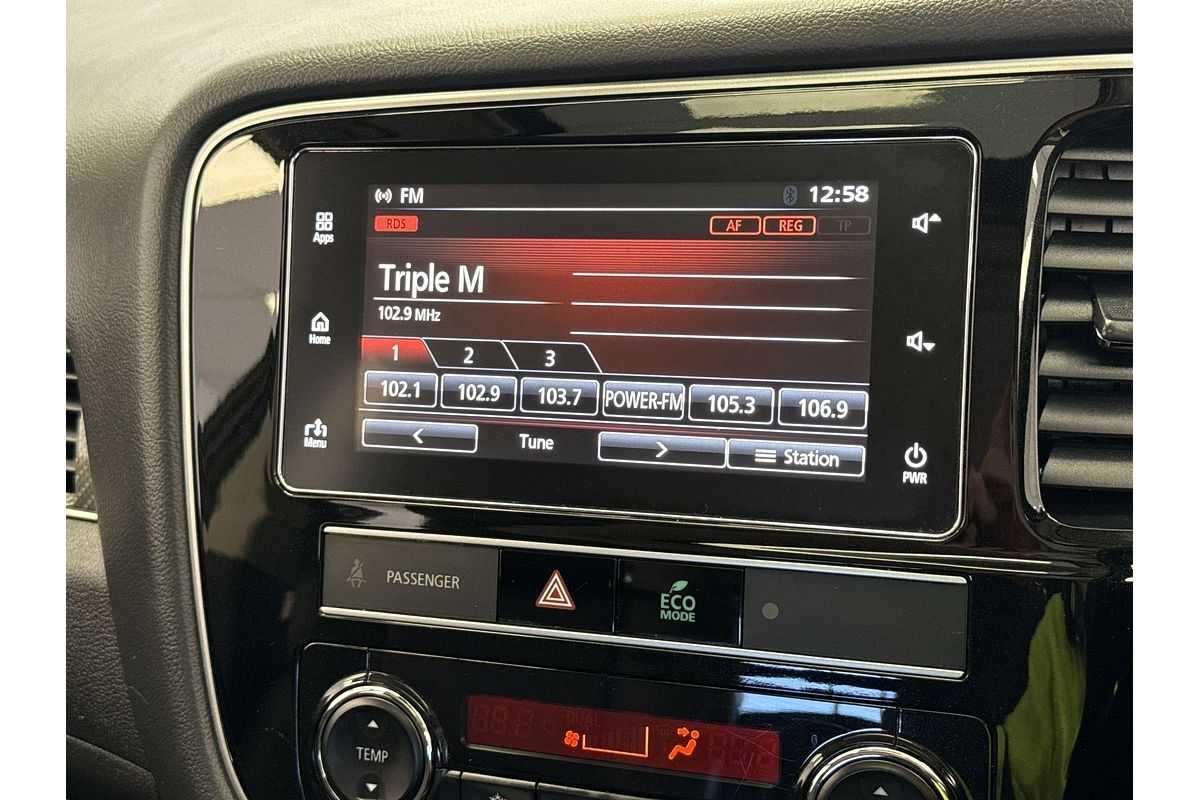 FM 12:58
RDS AF REG TP
Apps
Triple M
102.9 MHz
Home
1 2 3
102.1 102.9 103.7 POWER-FM 105.3 106.9
Menu
< Tune > Station
PWR
PASSENGER
ECO
MODE
DUAL
TEMP